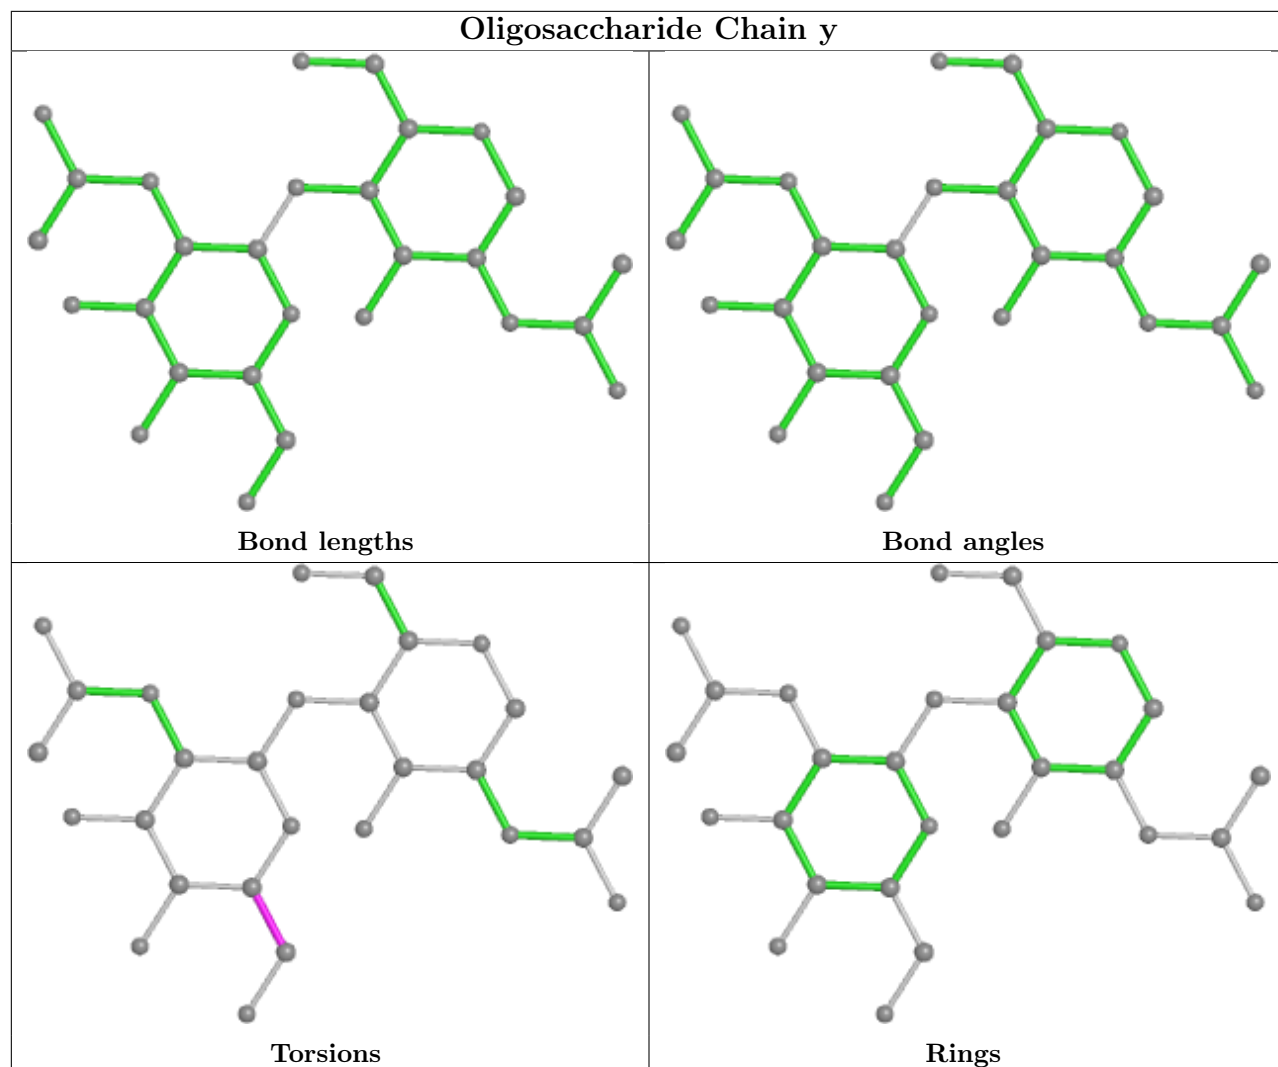 Oligosaccharide Chain y
Bond lengths
Bond angles
Torsions
Rings